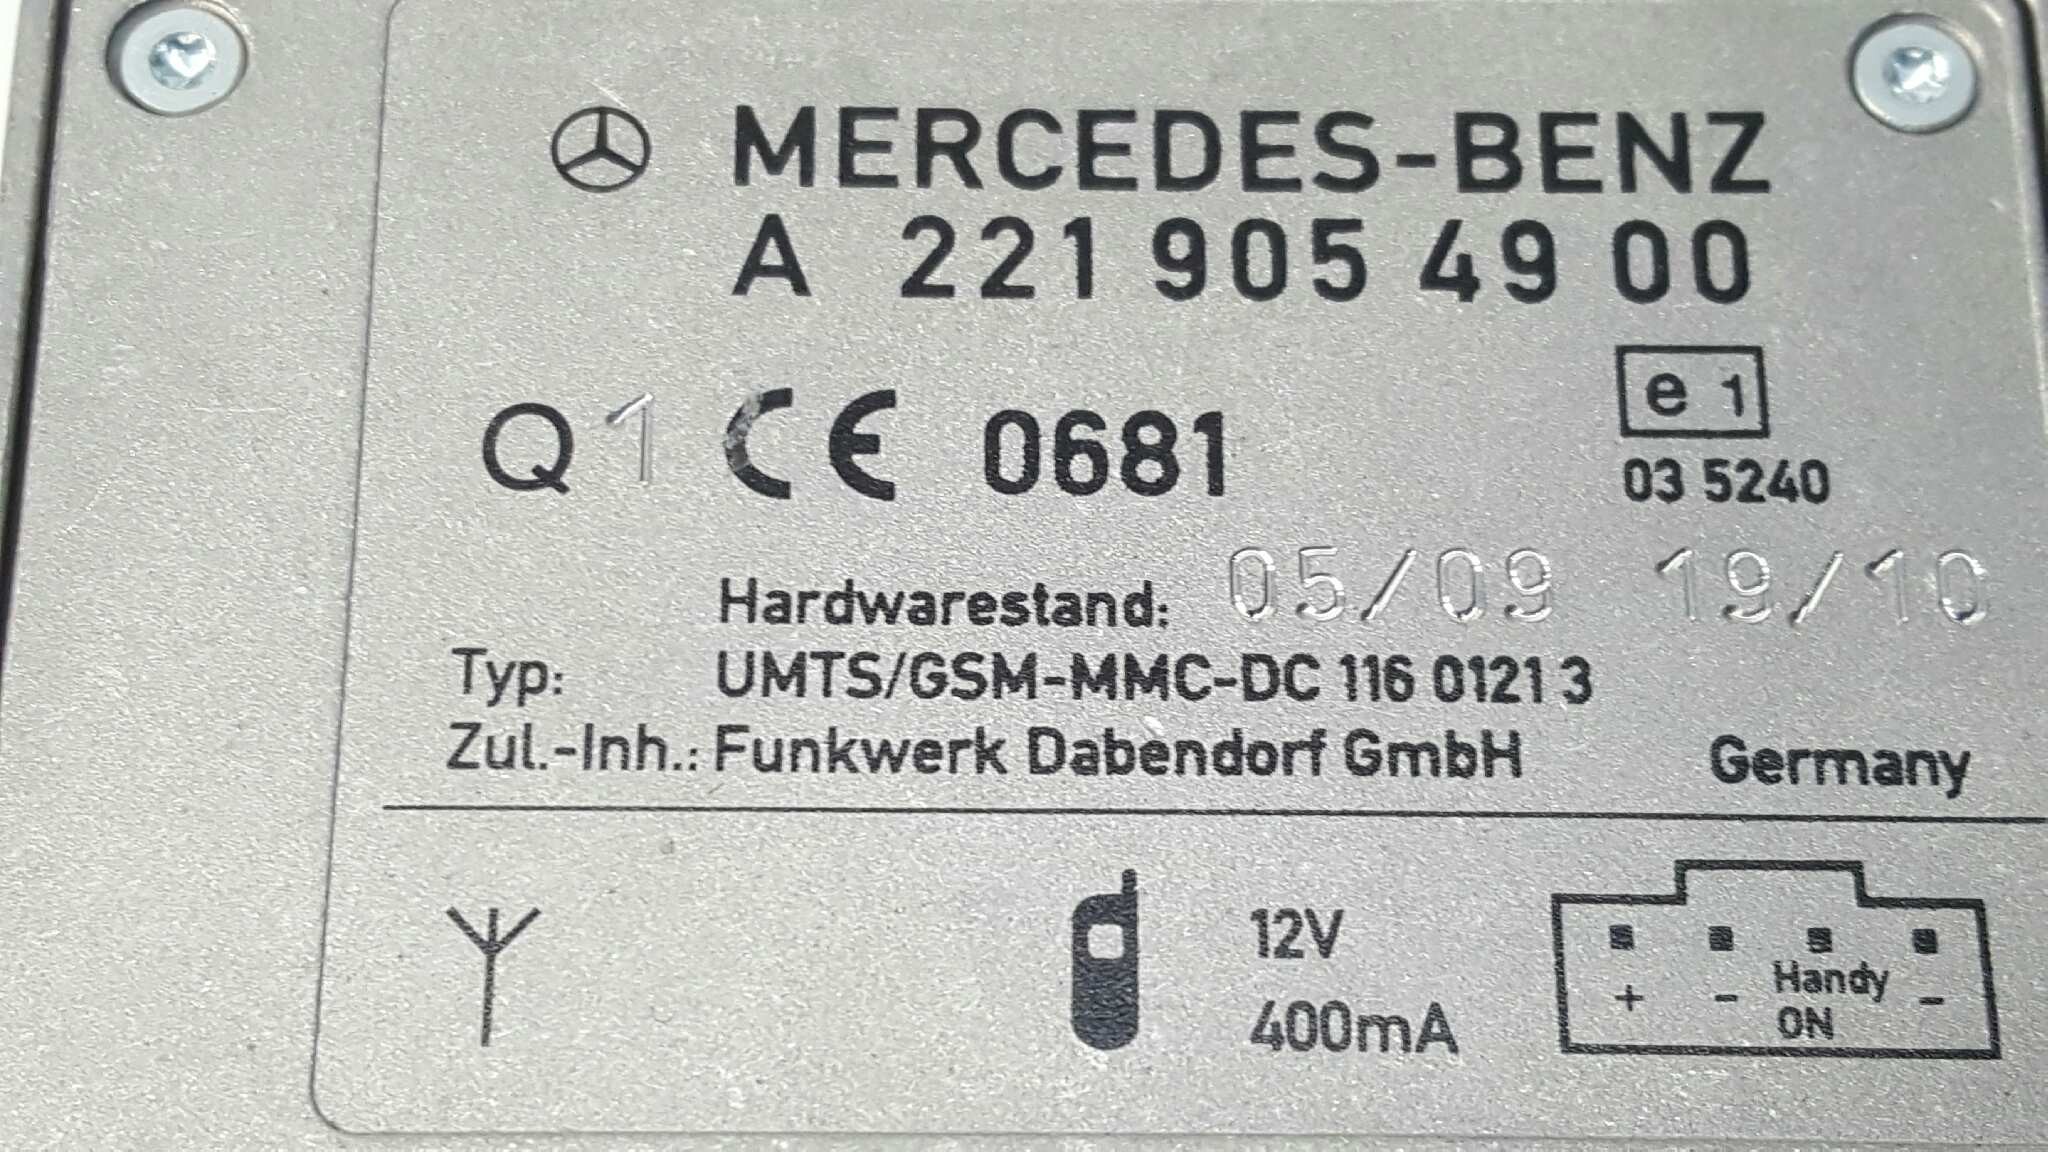 MERCEDES-BENZ
A 221 905 49 00
Q1 CE 0681
e 1
03 5240
Hardwarestand: 05/09 19/10
Typ: UMTS/GSM-MMC-DC 116 0121 3
Zul.-Inh.: Funkwerk Dabendorf GmbH Germany
12V
400mA
+ - Handy ON -